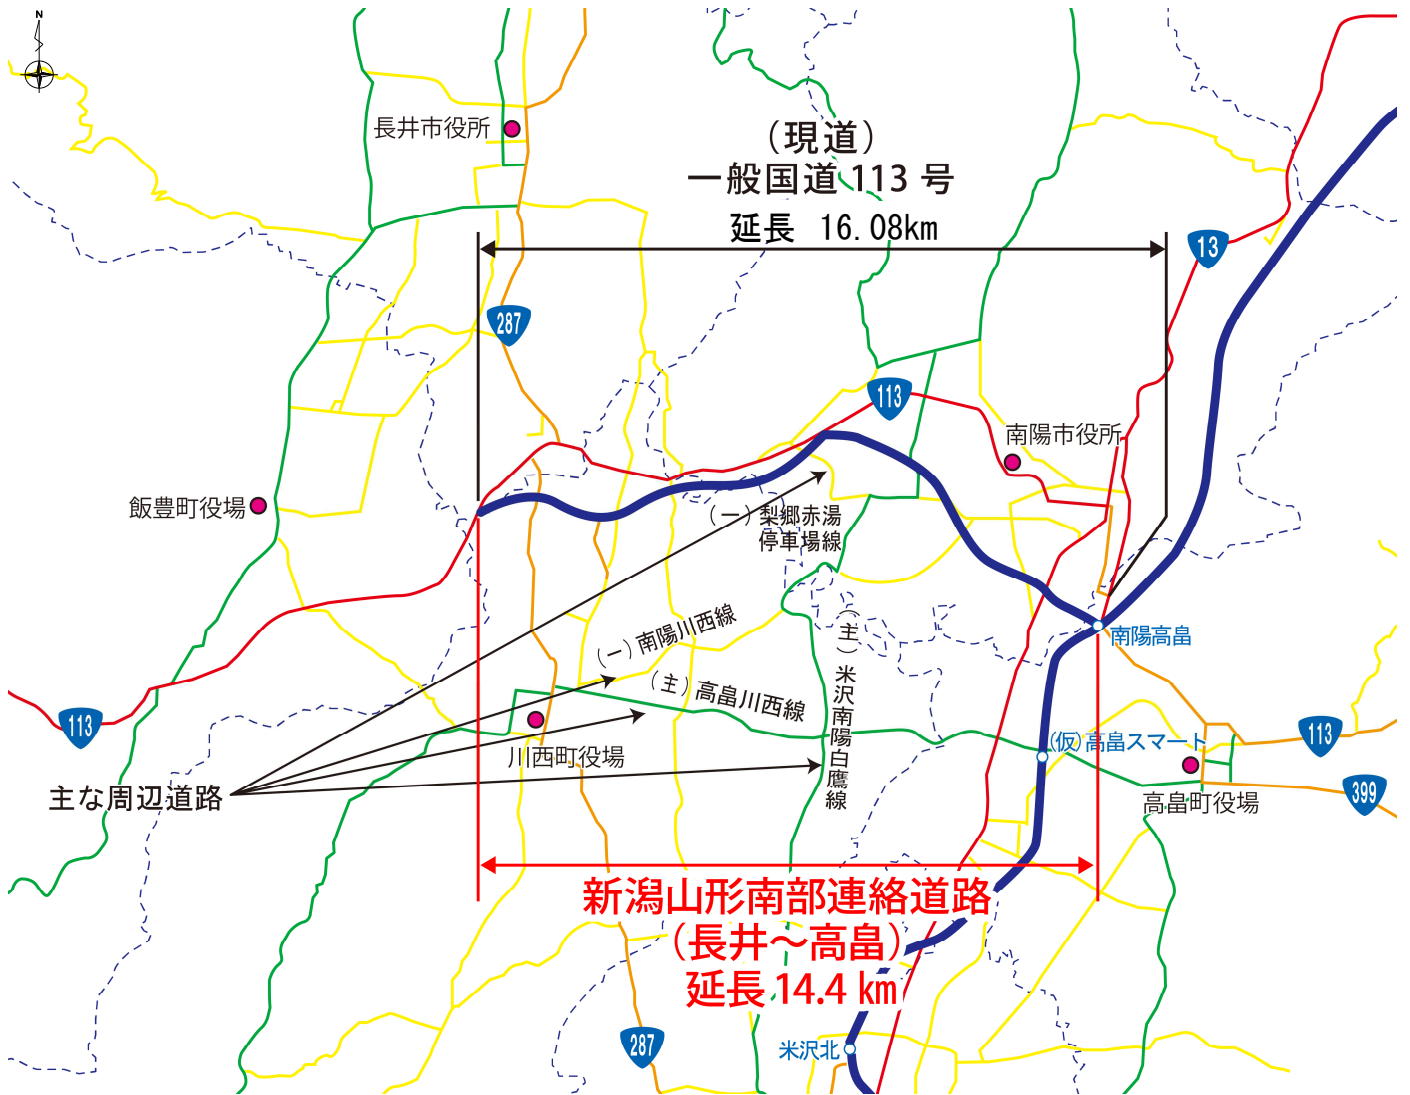 N
長井市役所
（現道）
一般国道 113 号
延長 16.08km
13
287
113
南陽市役所
飯豊町役場
（一）梨郷赤湯
停車場線
（一）南陽川西線
（主）高畠川西線
（主）米沢南陽白鷹線
南陽高畠
113
川西町役場
(仮)高畠スマート
113
主な周辺道路
高畠町役場
399
新潟山形南部連絡道路
（長井～高畠）
延長 14.4 km
287
米沢北